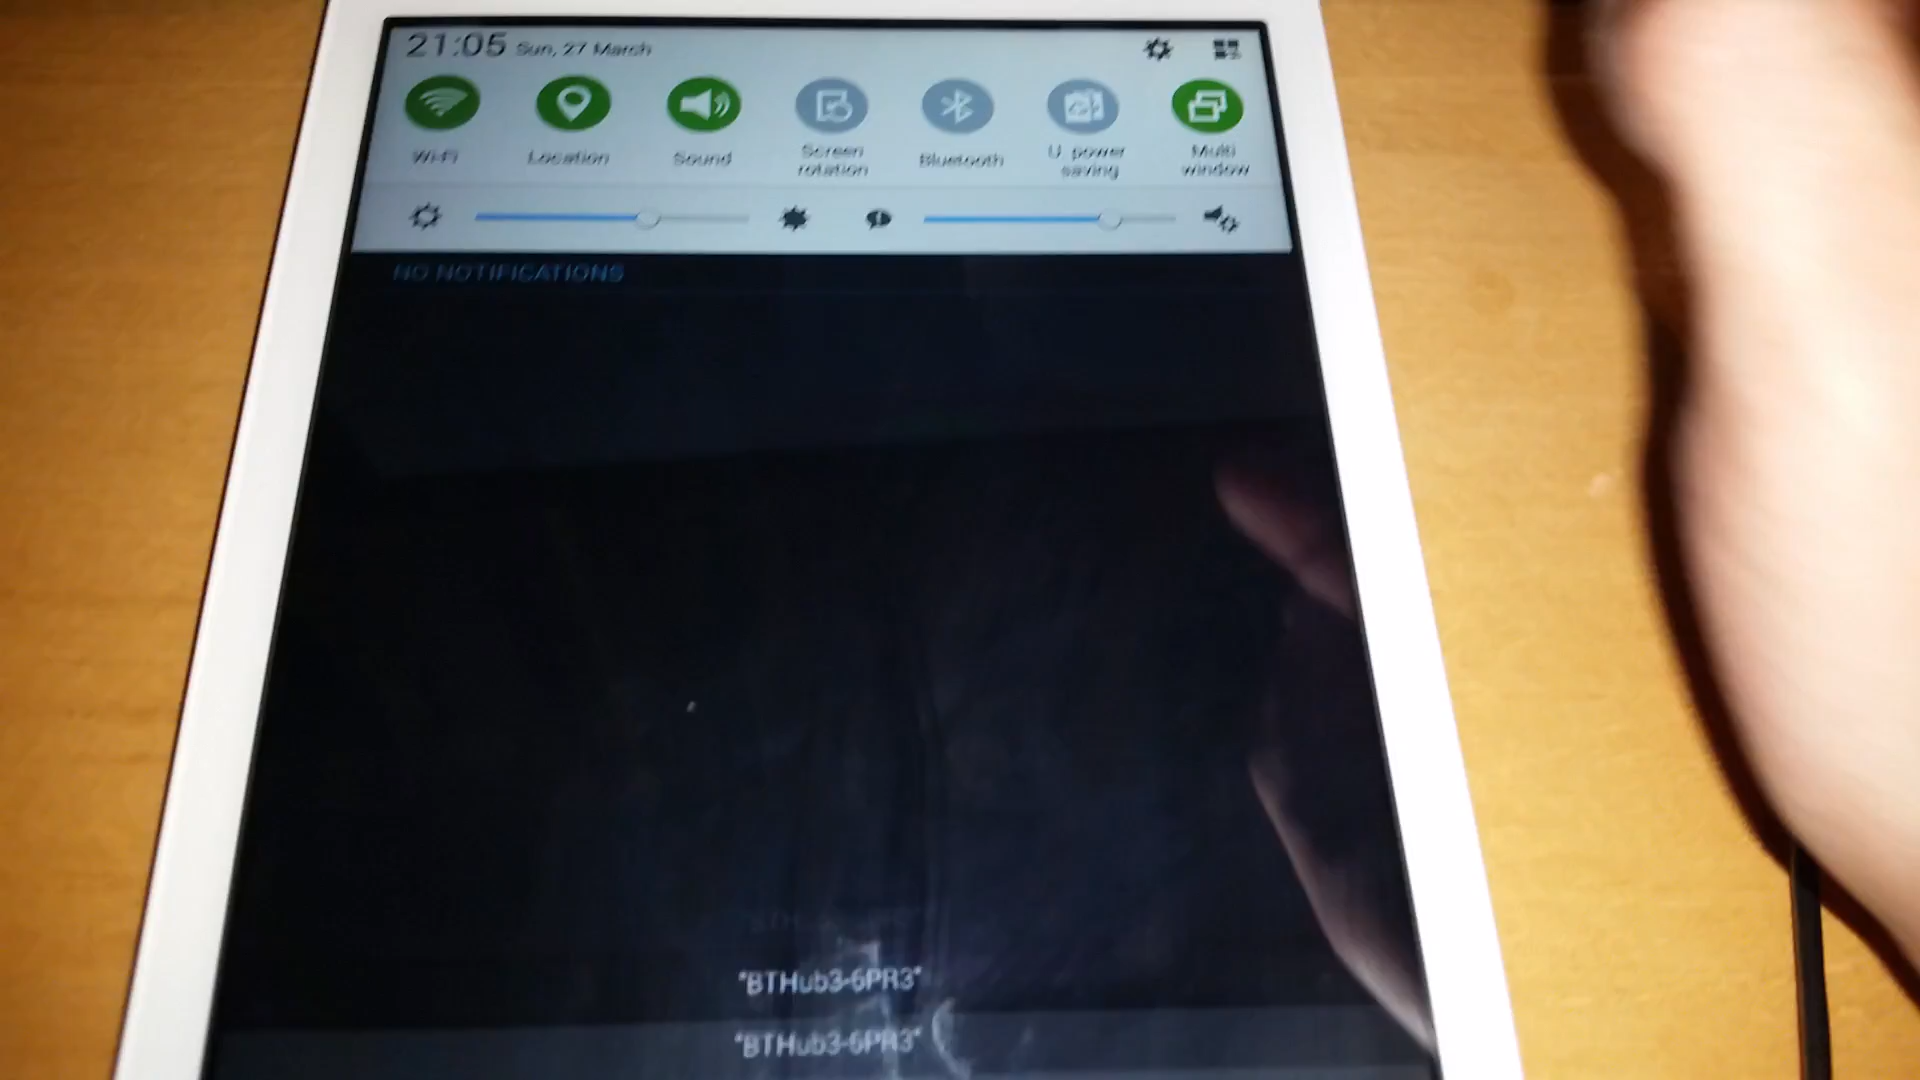 21:05 Sun, 27 March
Wi-Fi
Location
Sound
Screen
rotation
Bluetooth
U. power
saving
Multi
window
NO NOTIFICATIONS
"BTHub3-6PR3"
"BTHub3-6PR3"